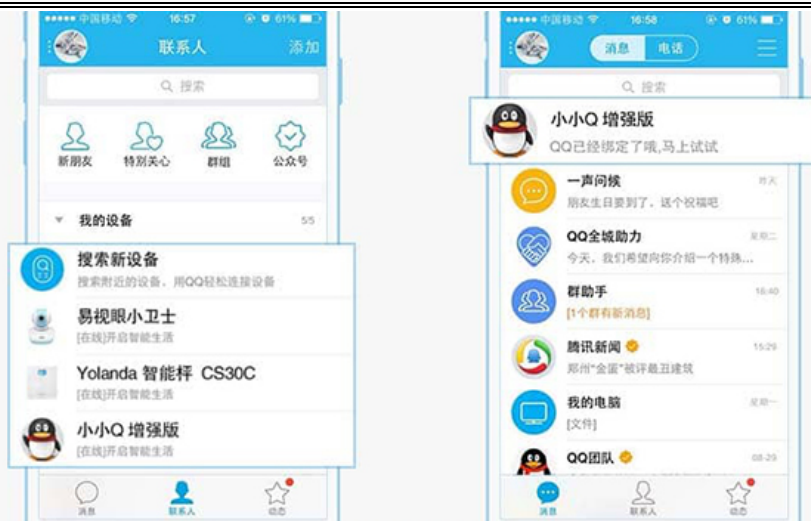 中国移动 16:57 61%
联系人 添加
搜索
新朋友 特别关心 群组 公众号
我的设备 5/5
搜索新设备
搜索附近的设备，用QQ轻松连接设备
易视眼小卫士
[在线]开启智能生活
Yolanda 智能枰 CS30C
[在线]开启智能生活
小小Q 增强版
[在线]开启智能生活
消息 联系人 动态
中国移动 16:58 61%
消息 电话
搜索
小小Q 增强版
QQ已经绑定了哦,马上试试
一声问候 昨天
朋友生日要到了，送个祝福吧
QQ全城助力 星期二
今天，我们希望向你介绍一个特殊...
群助手 16:40
[1个群有新消息]
腾讯新闻 15:29
郑州“金蛋”被评最丑建筑
我的电脑 星期一
[文件]
QQ团队 08-29
消息 联系人 动态